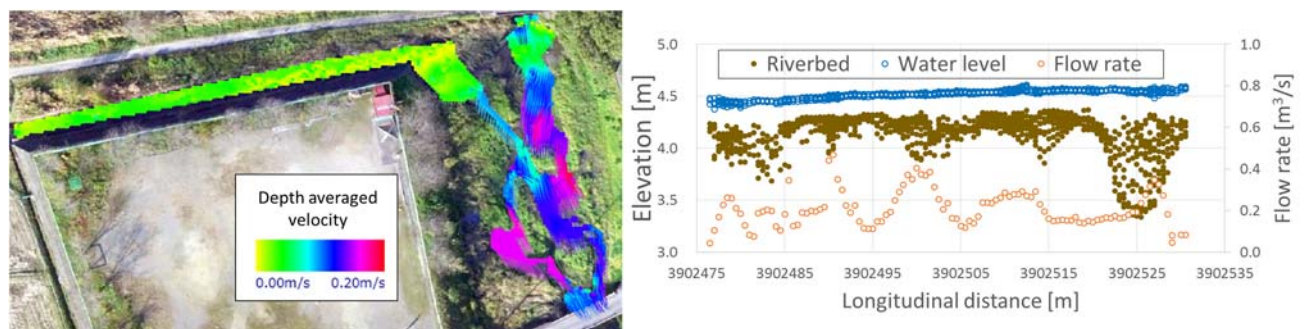 Depth averaged
velocity
0.00m/s 0.20m/s
Riverbed Water level Flow rate
5.0
4.5
4.0
3.5
3.0
Elevation [m]
1.0
0.8
0.6
0.4
0.2
0.0
Flow rate [m³/s]
3902475 3902485 3902495 3902505 3902515 3902525 3902535
Longitudinal distance [m]